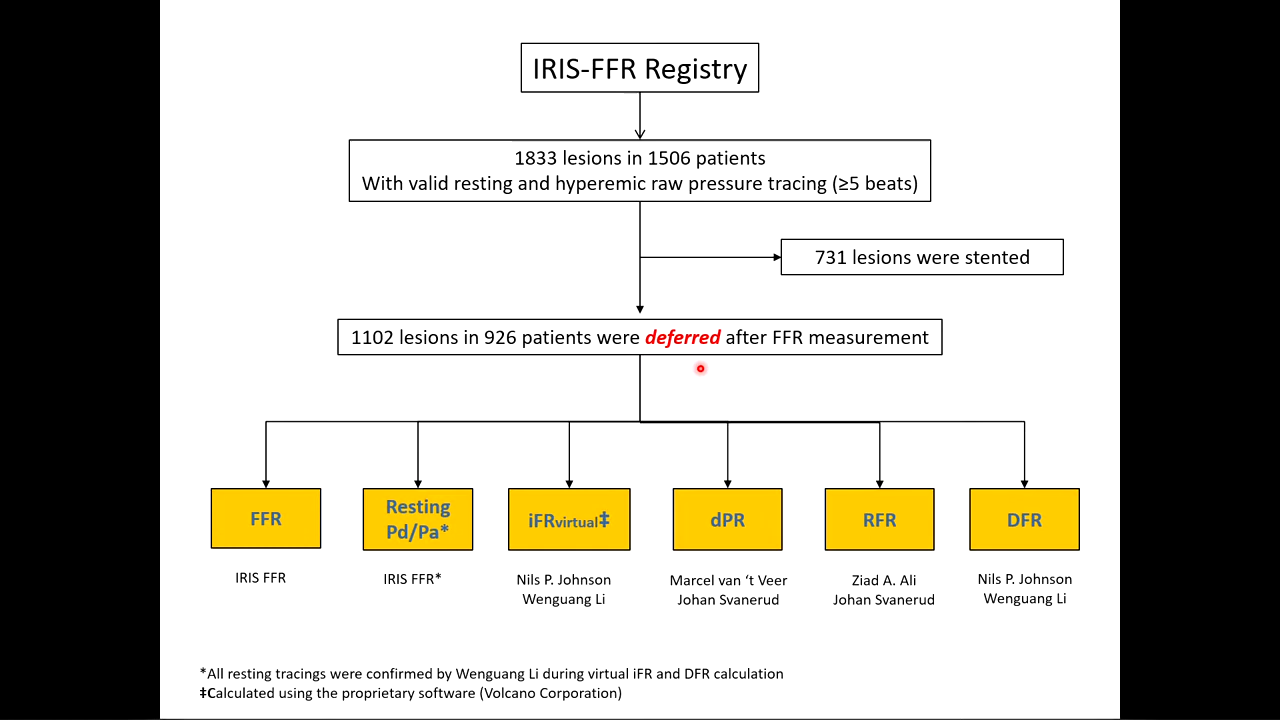 IRIS-FFR Registry
1833 lesions in 1506 patients
With valid resting and hyperemic raw pressure tracing (≥5 beats)
731 lesions were stented
1102 lesions in 926 patients were deferred after FFR measurement
FFR
Resting
Pd/Pa*
iFRvirtual‡
dPR
RFR
DFR
IRIS FFR
IRIS FFR*
Nils P. Johnson
Wenguang Li
Marcel van ‘t Veer
Johan Svanerud
Ziad A. Ali
Johan Svanerud
Nils P. Johnson
Wenguang Li
*All resting tracings were confirmed by Wenguang Li during virtual iFR and DFR calculation
‡Calculated using the proprietary software (Volcano Corporation)